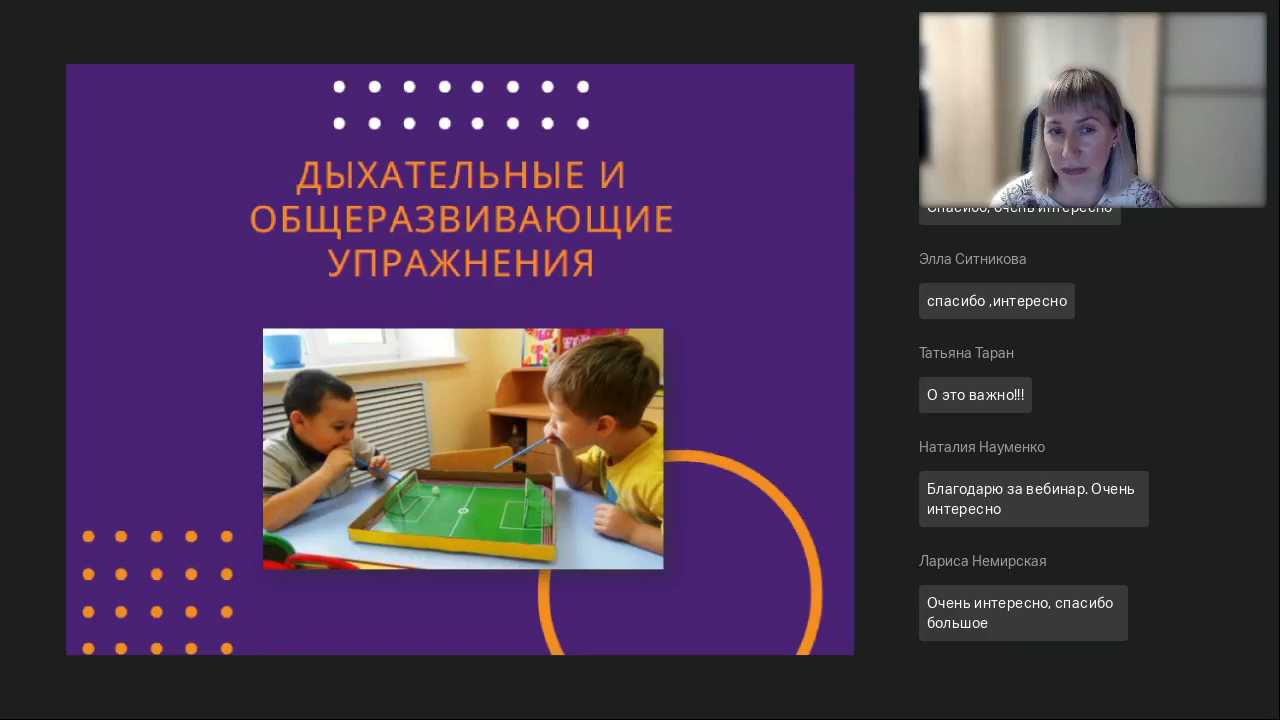 ДЫХАТЕЛЬНЫЕ И
ОБЩЕРАЗВИВАЮЩИЕ
УПРАЖНЕНИЯ
Спасибо, очень интересно
Элла Ситникова
спасибо ,интересно
Татьяна Таран
О это важно!!!
Наталия Науменко
Благодарю за вебинар. Очень
интересно
Лариса Немирская
Очень интересно, спасибо
большое